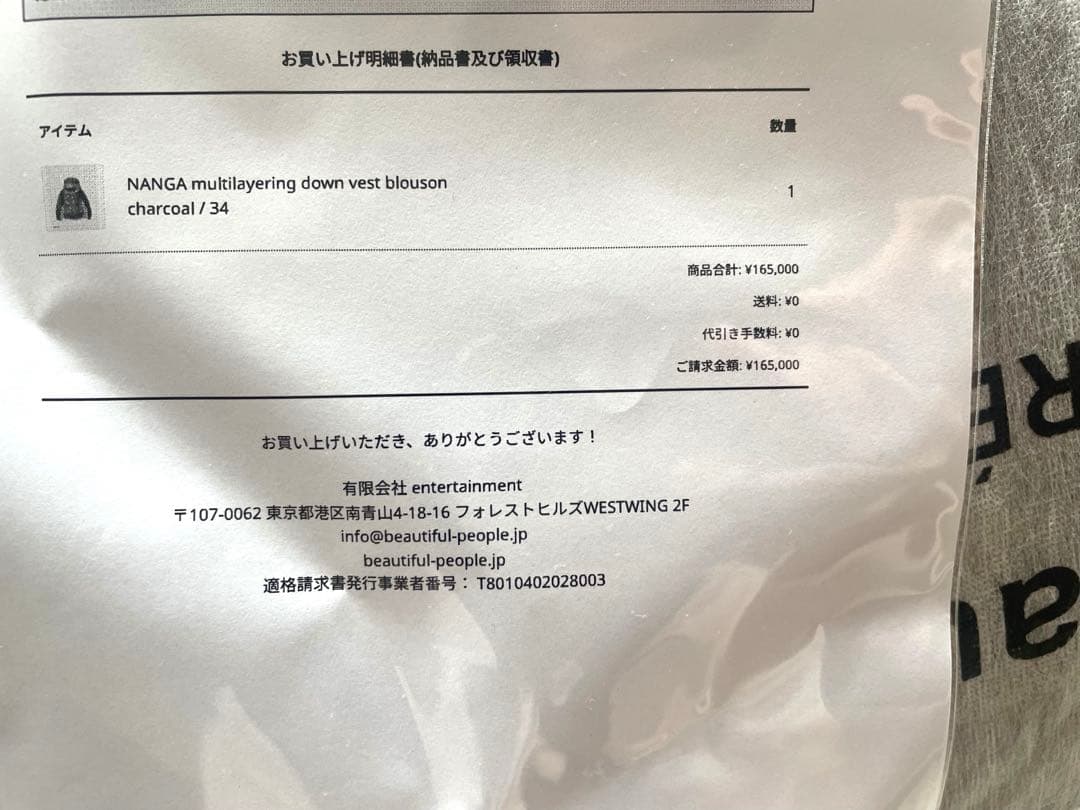 お買い上げ明細書(納品書及び領収書)
アイテム 数量
NANGA multilayering down vest blouson
charcoal / 34 1
商品合計: ¥165,000
送料: ¥0
代引き手数料: ¥0
ご請求金額: ¥165,000
お買い上げいただき、ありがとうございます！
有限会社 entertainment
〒107-0062 東京都港区南青山4-18-16 フォレストヒルズWESTWING 2F
info@beautiful-people.jp
beautiful-people.jp
適格請求書発行事業者番号： T8010402028003